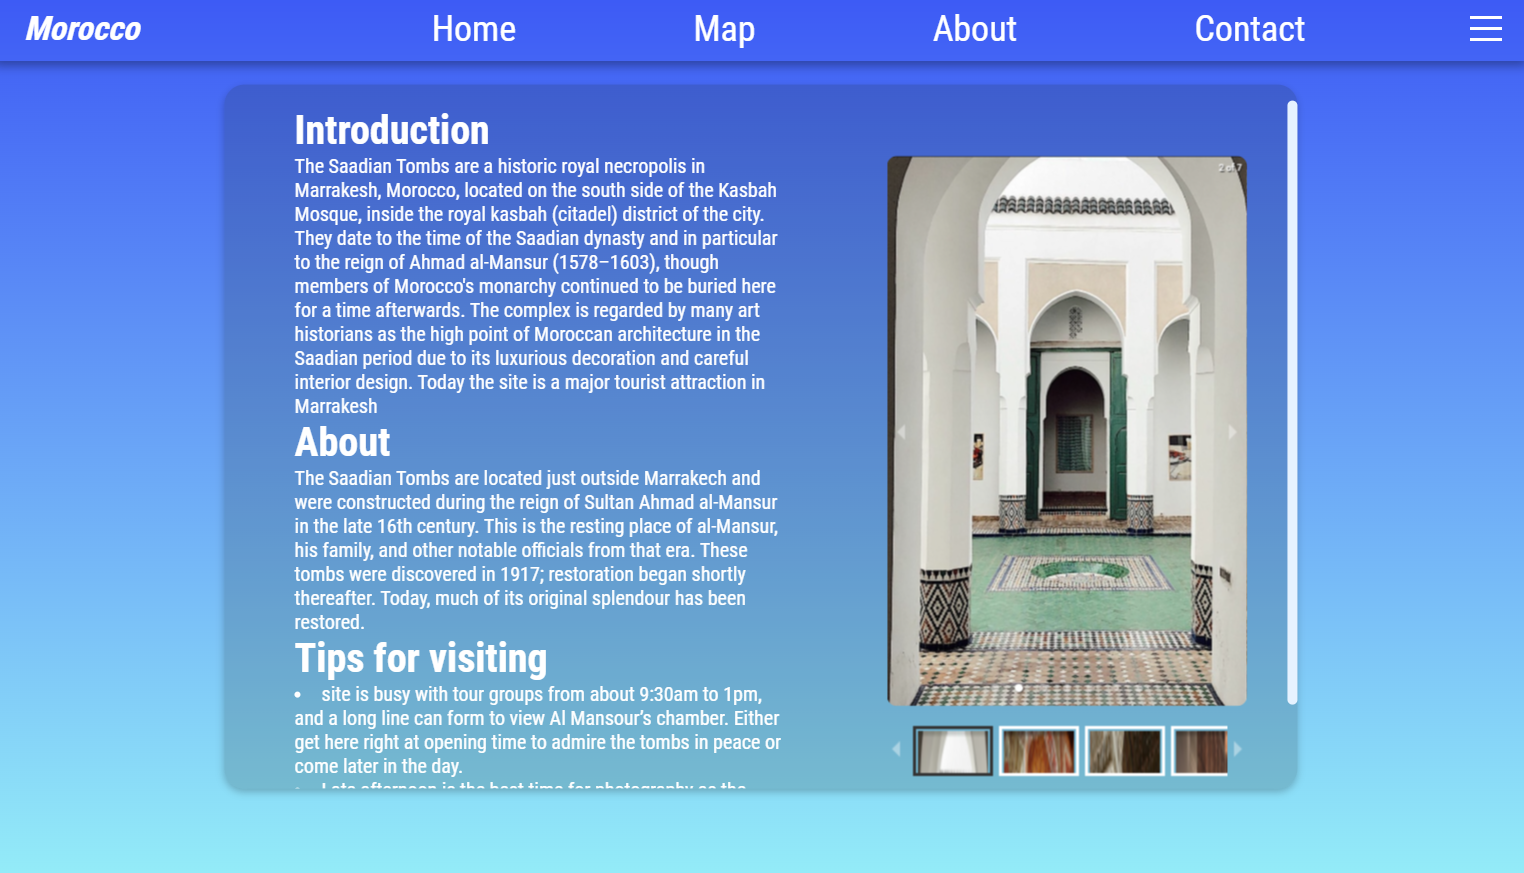 Morocco
Home
Map
About
Contact
Introduction
The Saadian Tombs are a historic royal necropolis in
Marrakesh, Morocco, located on the south side of the Kasbah
Mosque, inside the royal kasbah (citadel) district of the city.
They date to the time of the Saadian dynasty and in particular
to the reign of Ahmad al-Mansur (1578–1603), though
members of Morocco's monarchy continued to be buried here
for a time afterwards. The complex is regarded by many art
historians as the high point of Moroccan architecture in the
Saadian period due to its luxurious decoration and careful
interior design. Today the site is a major tourist attraction in
Marrakesh
About
The Saadian Tombs are located just outside Marrakech and
were constructed during the reign of Sultan Ahmad al-Mansur
in the late 16th century. This is the resting place of al-Mansur,
his family, and other notable officials from that era. These
tombs were discovered in 1917; restoration began shortly
thereafter. Today, much of its original splendour has been
restored.
Tips for visiting
• site is busy with tour groups from about 9:30am to 1pm,
and a long line can form to view Al Mansour’s chamber. Either
get here right at opening time to admire the tombs in peace or
come later in the day.
• Late afternoon is the best time for photography as the
2 of 7